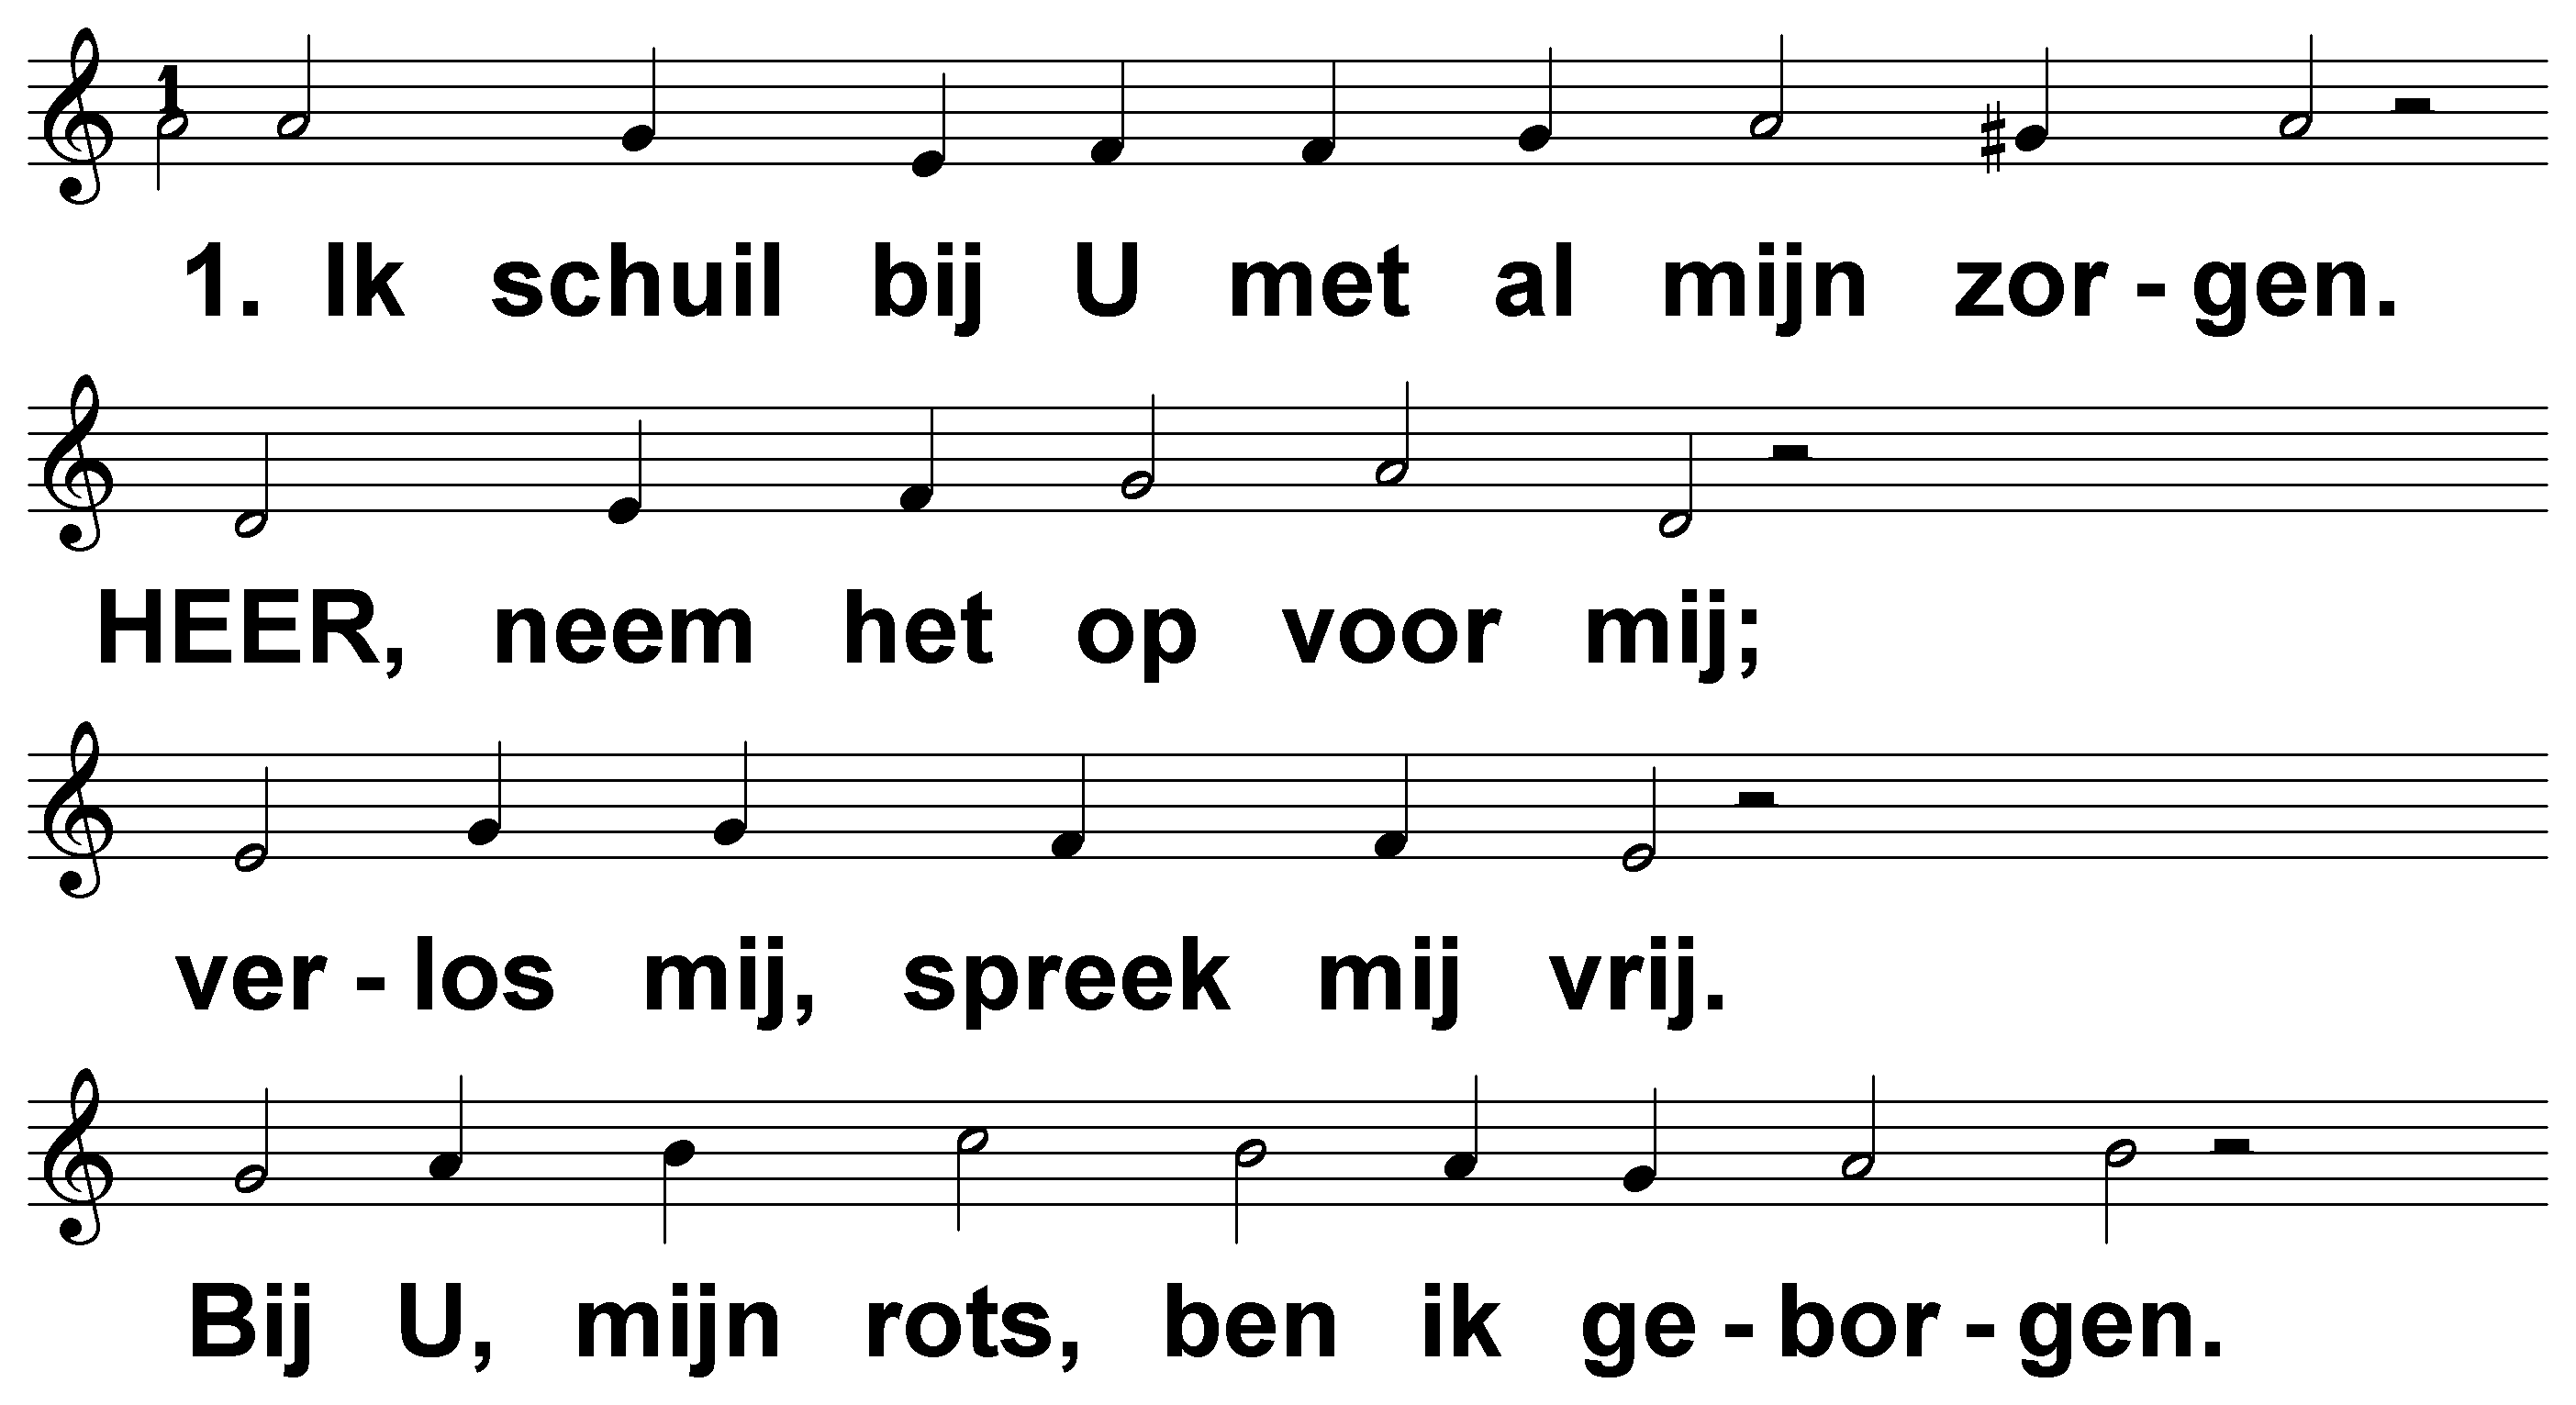 1
1. Ik schuil bij U met al mijn zor - gen.
HEER, neem het op voor mij;
ver - los mij, spreek mij vrij.
Bij U, mijn rots, ben ik ge - bor - gen.